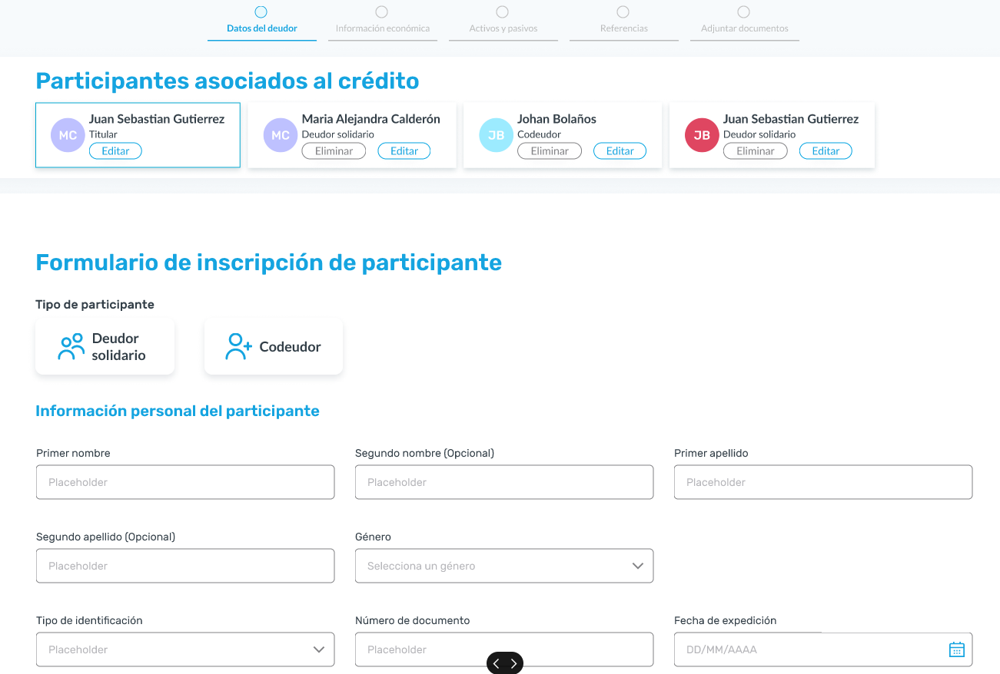 Datos del deudor
Información económica
Activos y pasivos
Referencias
Adjuntar documentos
Participantes asociados al crédito
MC
Juan Sebastian Gutierrez
Titular
Editar
MC
Maria Alejandra Calderón
Deudor solidario
Eliminar
Editar
JB
Johan Bolaños
Codeudor
Eliminar
Editar
JB
Juan Sebastian Gutierrez
Deudor solidario
Eliminar
Editar
Formulario de inscripción de participante
Tipo de participante
Deudor
solidario
Codeudor
Información personal del participante
Primer nombre
Segundo nombre (Opcional)
Primer apellido
Placeholder
Placeholder
Placeholder
Segundo apellido (Opcional)
Género
Placeholder
Selecciona un género
Tipo de identificación
Número de documento
Fecha de expedición
Placeholder
Placeholder
DD/MM/AAAA